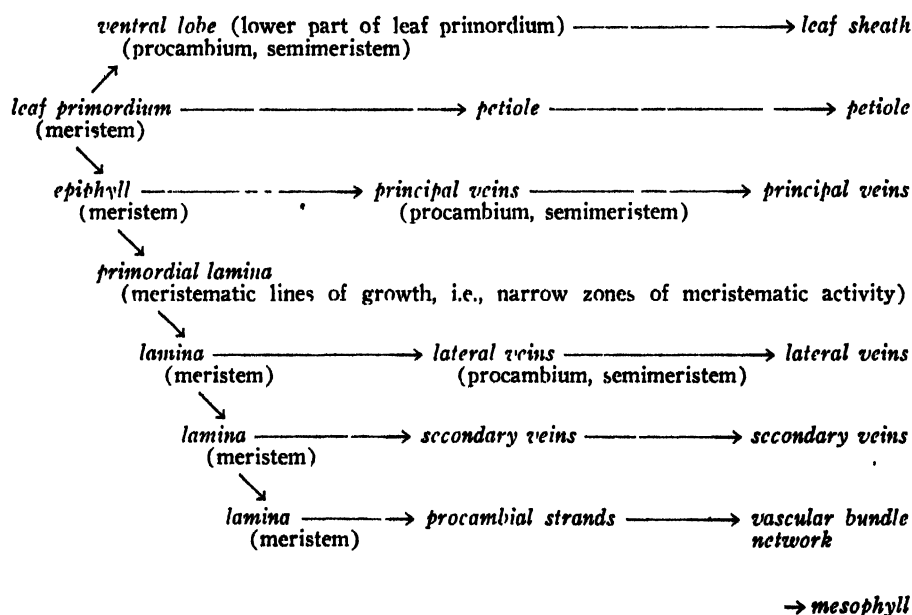 ventral lobe (lower part of leaf primordium) → leaf sheath
(procambium, semimeristem)
leaf primordium → petiole → petiole
(meristem)
epiphyll → principal veins → principal veins
(meristem) (procambium, semimeristem)
primordial lamina
(meristematic lines of growth, i.e., narrow zones of meristematic activity)
lamina → lateral veins → lateral veins
(meristem) (procambium, semimeristem)
lamina → secondary veins → secondary veins
(meristem)
lamina → procambial strands → vascular bundle
(meristem) network
→ mesophyll